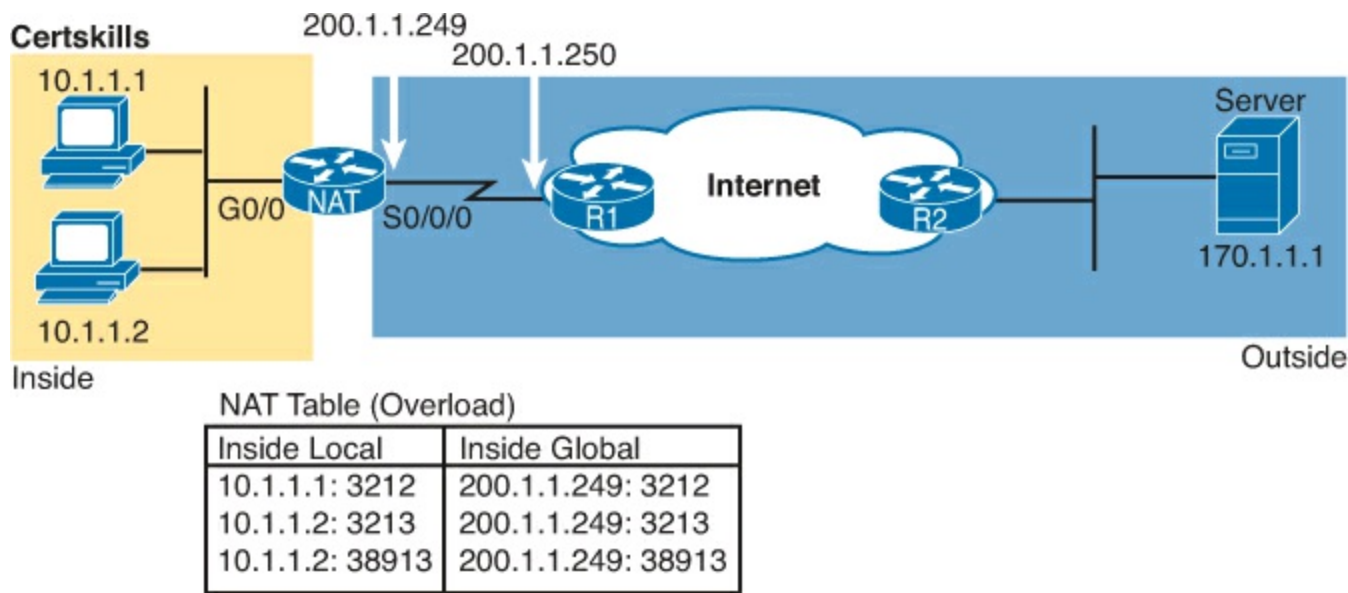 Certskills
200.1.1.249
200.1.1.250
10.1.1.1
Server
G0/0
NAT
S0/0/0
R1
Internet
R2
170.1.1.1
10.1.1.2
Inside
Outside
NAT Table (Overload)
Inside Local Inside Global
10.1.1.1: 3212 200.1.1.249: 3212
10.1.1.2: 3213 200.1.1.249: 3213
10.1.1.2: 38913 200.1.1.249: 38913